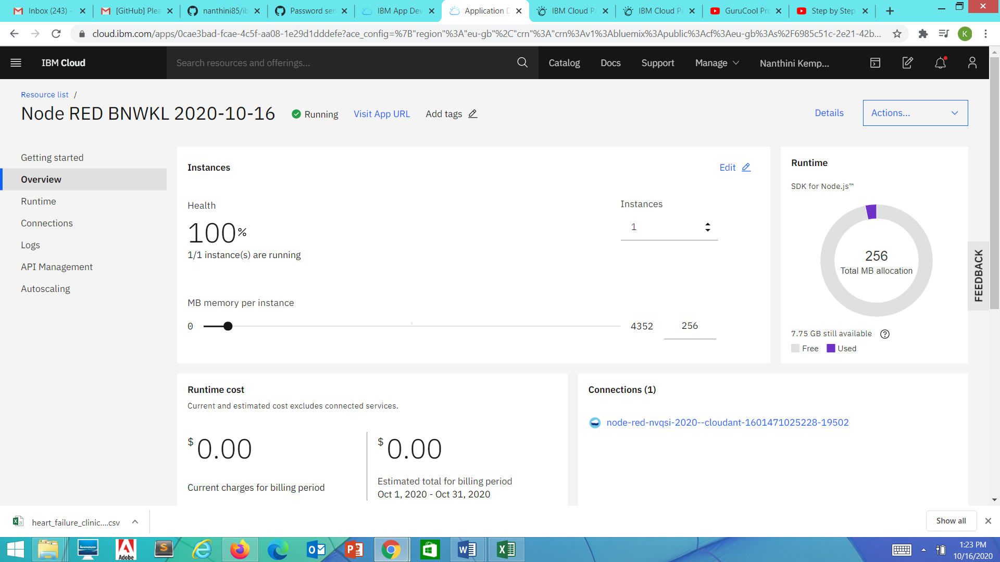 Inbox (243) -
[GitHub] Plea
nanthini85/ib
Password ser
IBM App Dev
Application D
IBM Cloud Pa
IBM Cloud Pa
GuruCool Pro
Step by Step
cloud.ibm.com/apps/0cae3bad-fcae-4c5f-aa08-1e29d1dddefe?ace_config=%7B"region"%3A"eu-gb"%2C"crn"%3A"crn%3Av1%3Abluemix%3Apublic%3Acf%3Aeu-gb%3As%2F6985c51c-2e21-42b...
K
IBM Cloud
Search resources and offerings...
Catalog
Docs
Support
Manage
Nanthini Kemp...
Resource list /
Node RED BNWKL 2020-10-16
Running
Visit App URL
Add tags
Details
Actions...
Getting started
Overview
Runtime
Connections
Logs
API Management
Autoscaling
Instances
Edit
Health
100%
1/1 instance(s) are running
Instances
1
MB memory per instance
0
4352
256
Runtime
SDK for Node.js™
256
Total MB allocation
7.75 GB still available
Free
Used
FEEDBACK
Runtime cost
Current and estimated cost excludes connected services.
$0.00
Current charges for billing period
$0.00
Estimated total for billing period
Oct 1, 2020 - Oct 31, 2020
Connections (1)
node-red-nvqsi-2020--cloudant-1601471025228-19502
heart_failure_clinic....csv
Show all
Adobe
1:23 PM
10/16/2020